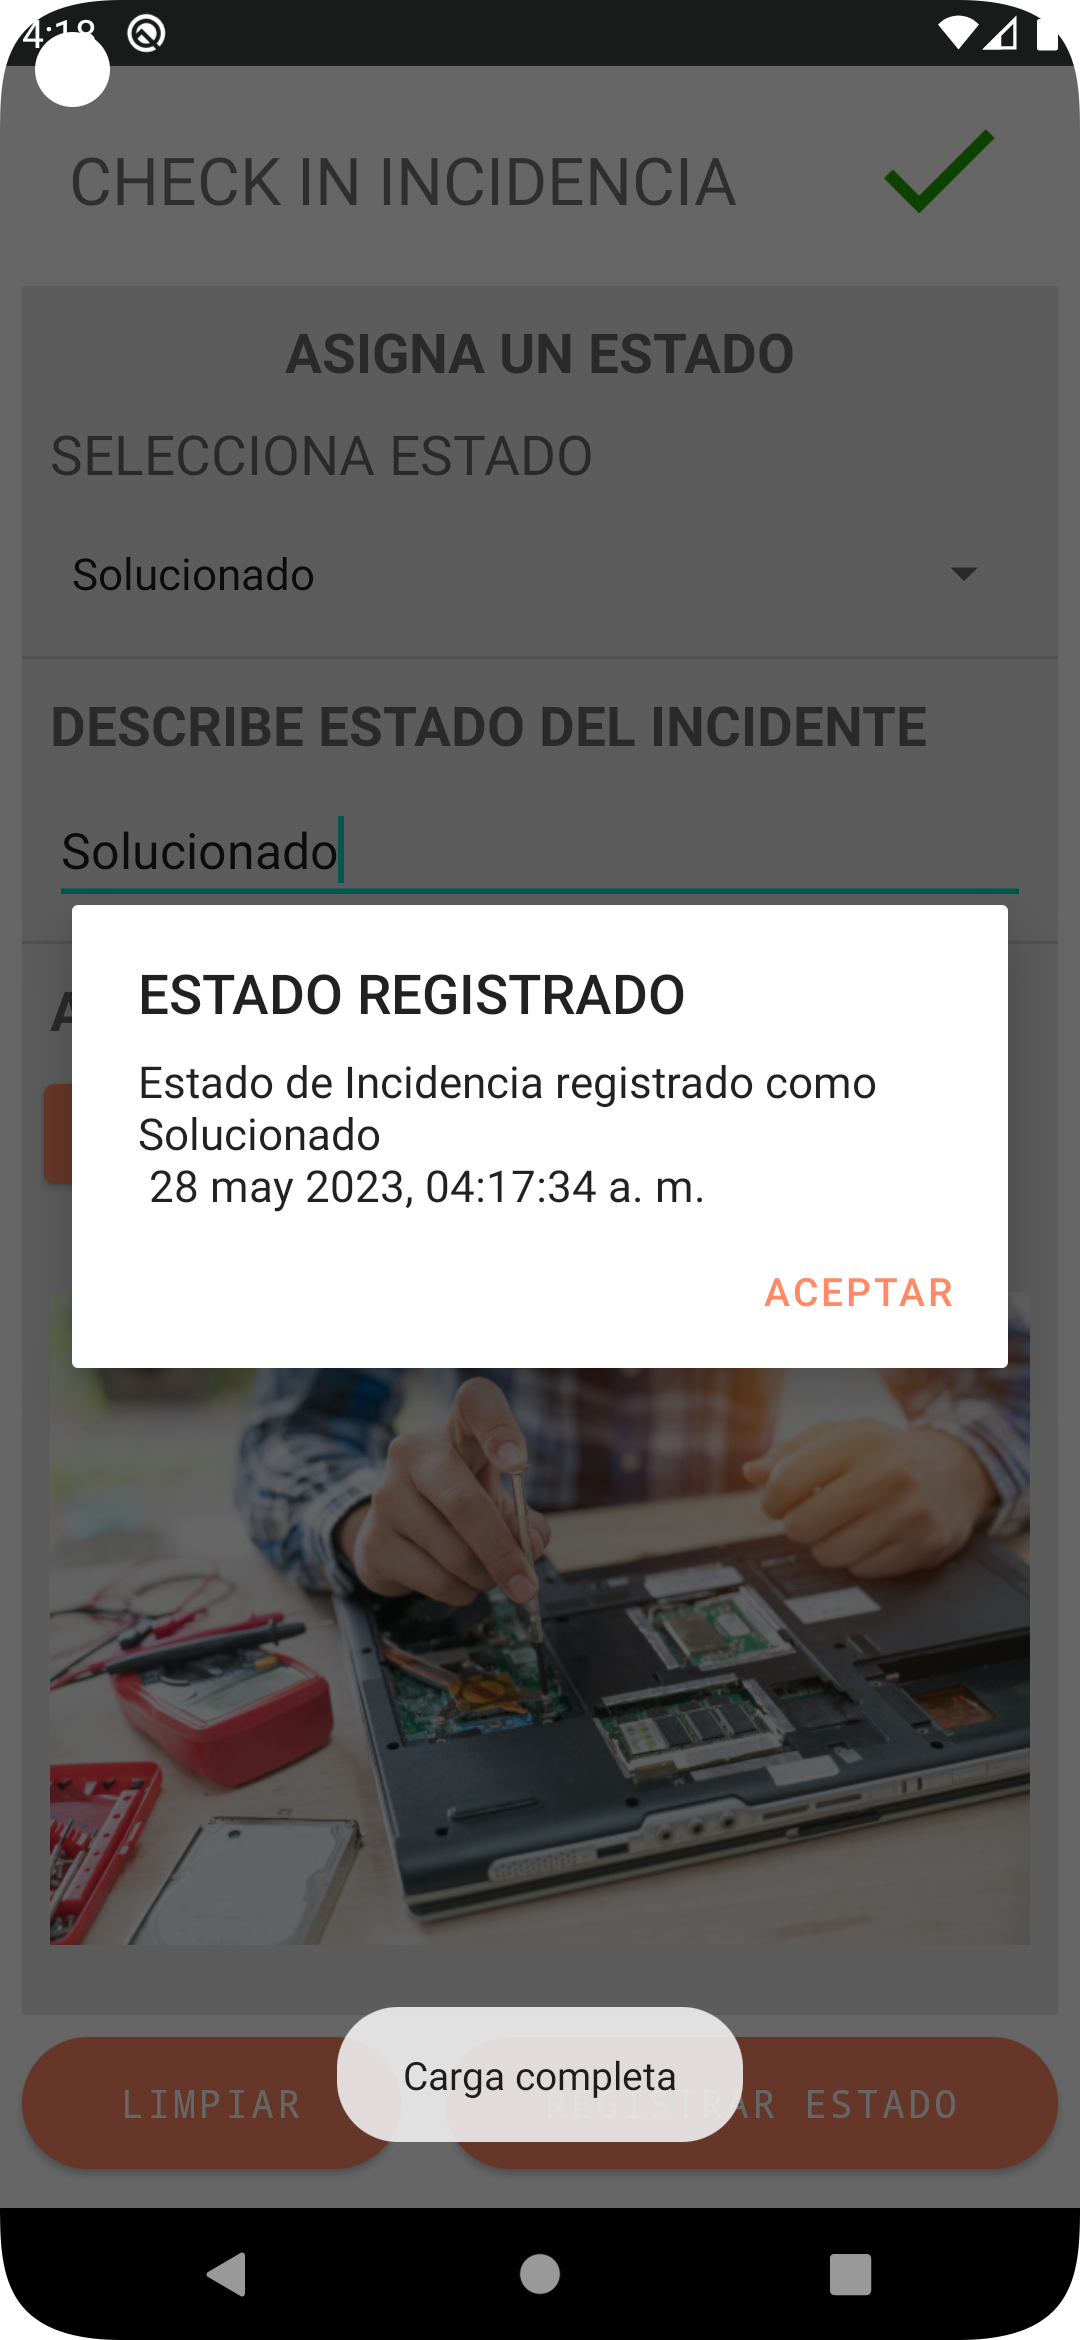 4:18
CHECK IN INCIDENCIA
ASIGNA UN ESTADO
SELECCIONA ESTADO
Solucionado
DESCRIBE ESTADO DEL INCIDENTE
Solucionado
ESTADO REGISTRADO
Estado de Incidencia registrado como
Solucionado
28 may 2023, 04:17:34 a. m.
ACEPTAR
Carga completa
LIMPIAR
REGISTRAR ESTADO